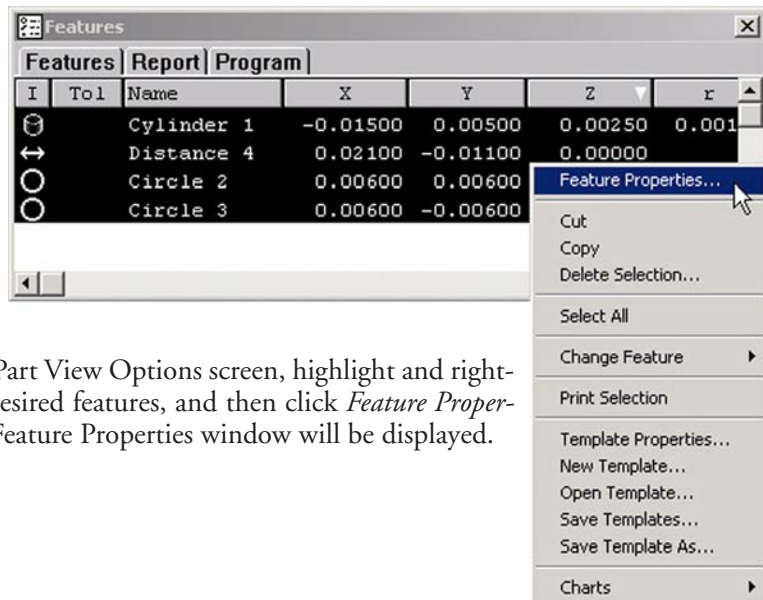 Features
Features Report Program
I Tol Name X Y Z r
Cylinder 1 -0.01500 0.00500 0.00250 0.001
Distance 4 0.02100 -0.01100 0.00000
Circle 2 0.00600 0.00600
Circle 3 0.00600 -0.00600
Feature Properties...
Cut
Copy
Delete Selection...
Select All
Change Feature
Print Selection
Template Properties...
New Template...
Open Template...
Save Templates...
Save Template As...
Charts
Part View Options screen, highlight and right-
esired features, and then click Feature Proper-
Feature Properties window will be displayed.